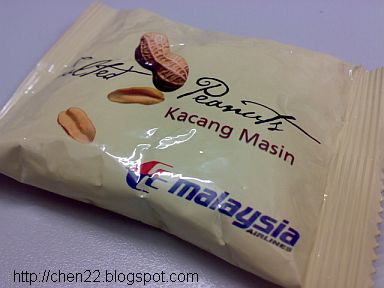 Salted
Peanuts
Kacang Masin
malaysia
AIRLINES
http://chen22.blogspot.com